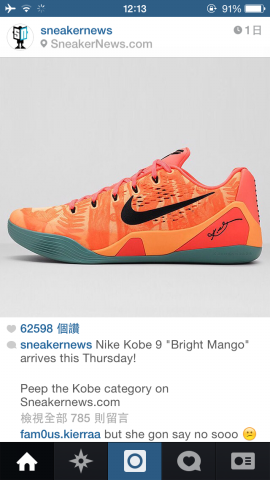 12:13
91%
sneakernews
SneakerNews.com
1日
62598 個讚
sneakernews Nike Kobe 9 "Bright Mango"
arrives this Thursday!
Peep the Kobe category on
SneakerNews.com
檢視全部 785 則留言
fam0us.kierraa but she gon say no sooo 😕